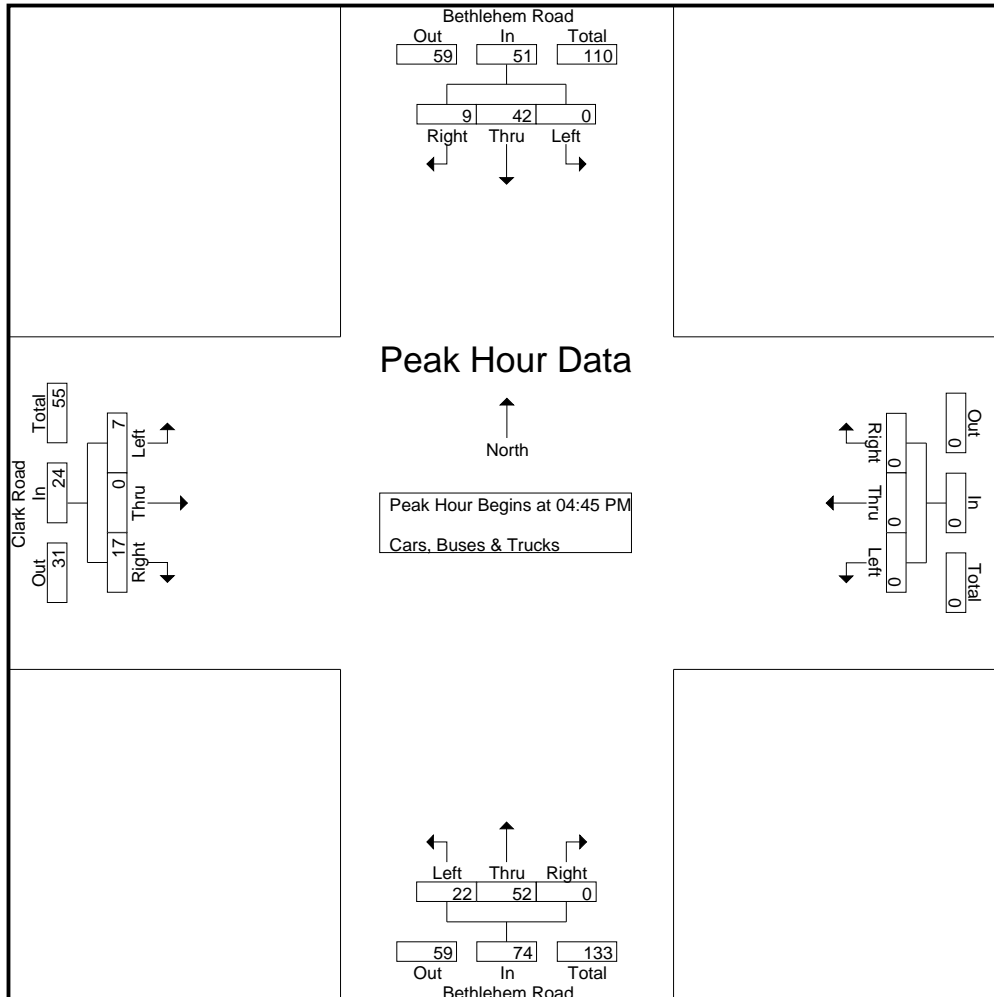 Bethlehem Road
Out In Total
59 51 110
9 42 0
Right Thru Left
Peak Hour Data
North
Peak Hour Begins at 04:45 PM
Cars, Buses & Trucks
Clark Road
Out In Total
31 24 55
Left Thru Right
7 0 17
Out In Total
0 0 0
Right Thru Left
0 0 0
Left Thru Right
22 52 0
59 74 133
Out In Total
Bethlehem Road